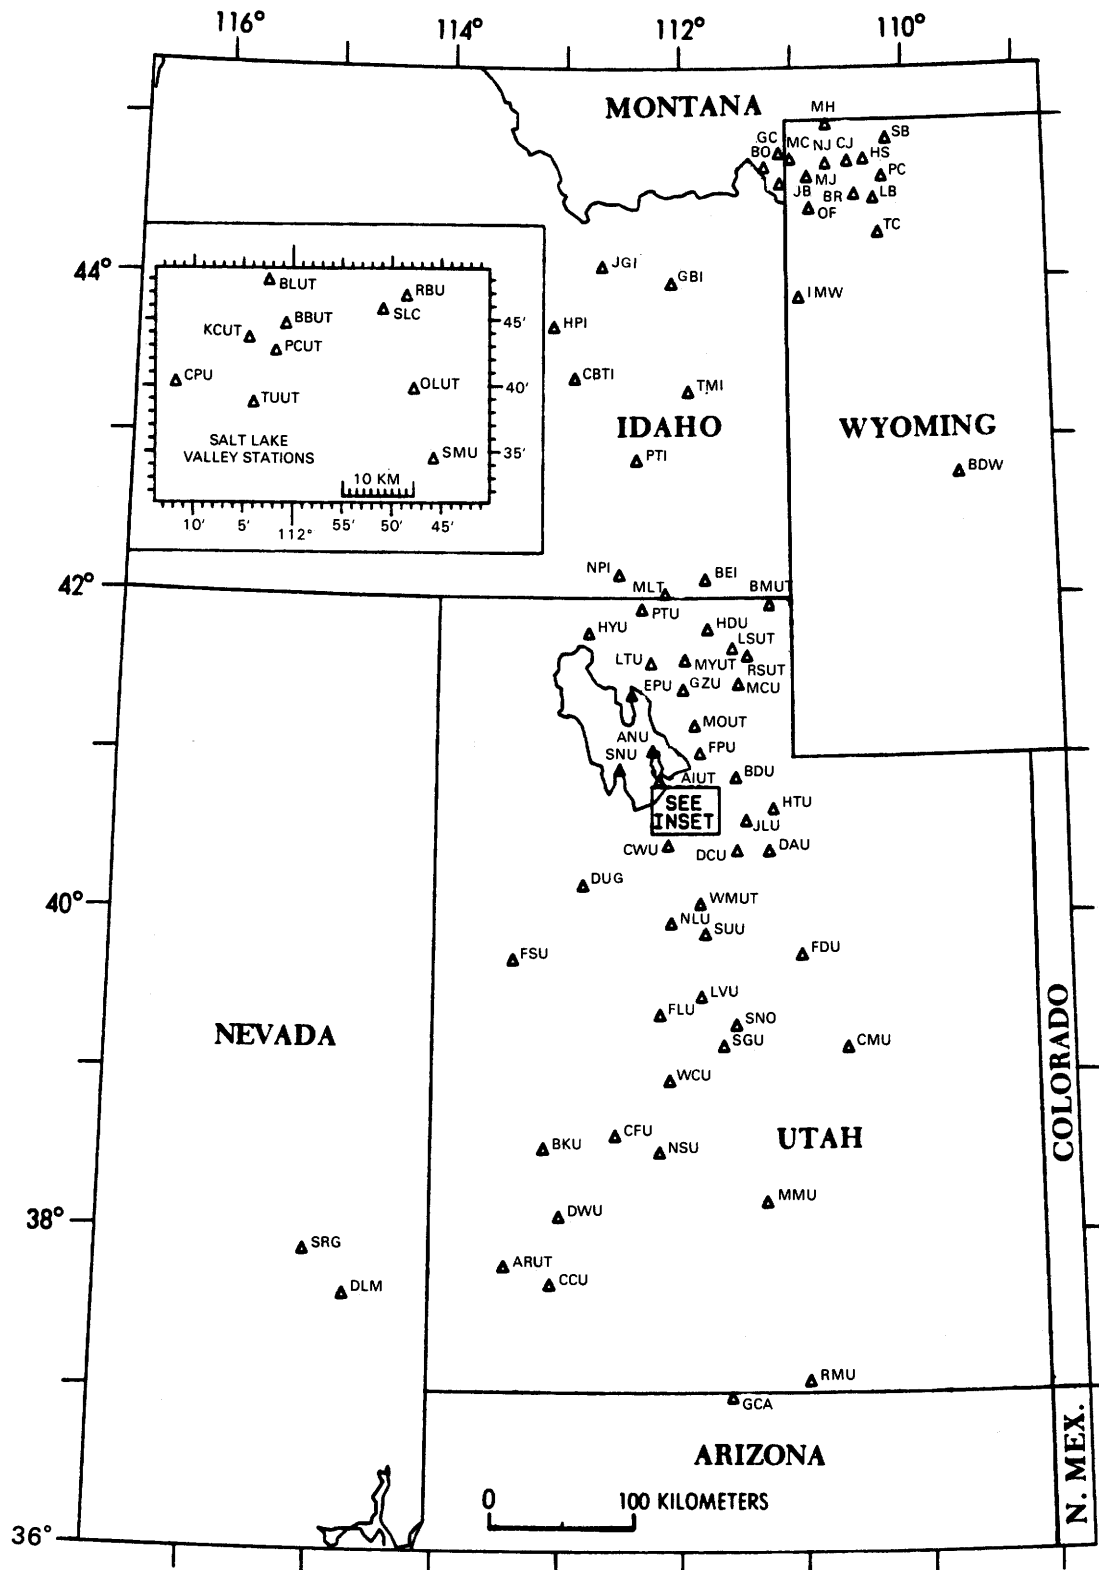 116° 114° 112° 110°
MONTANA
MH
SB
GC MC NJ CJ HS
BO
PC
JB MJ BR LB
OF
TC
44°
JGI
GBI
IMW
HPI
CBTI
TMI
IDAHO
WYOMING
PTI
BDW
BLUT
RBU
SLC
BBUT
KCUT
PCUT
CPU
OLUT
TUUT
SMU
SALT LAKE
VALLEY STATIONS
10 KM
45'
40'
35'
10' 5' 112° 55' 50' 45'
42°
NPI
MLT
BEI
BMUT
PTU
HYU
HDU
LSUT
LTU
MYUT
RSUT
EPU
GZU
MCU
MOUT
ANU
SNU
FPU
AIUT
BDU
SEE
INSET
HTU
JLU
CWU
DCU
DAU
DUG
40°
WMUT
NLU
SUU
FSU
FDU
LVU
FLU
SNO
SGU
CMU
NEVADA
WCU
COLORADO
CFU
BKU
NSU
UTAH
MMU
DWU
38°
SRG
ARUT
DLM
CCU
RMU
GCA
ARIZONA
N. MEX.
0 100 KILOMETERS
36°